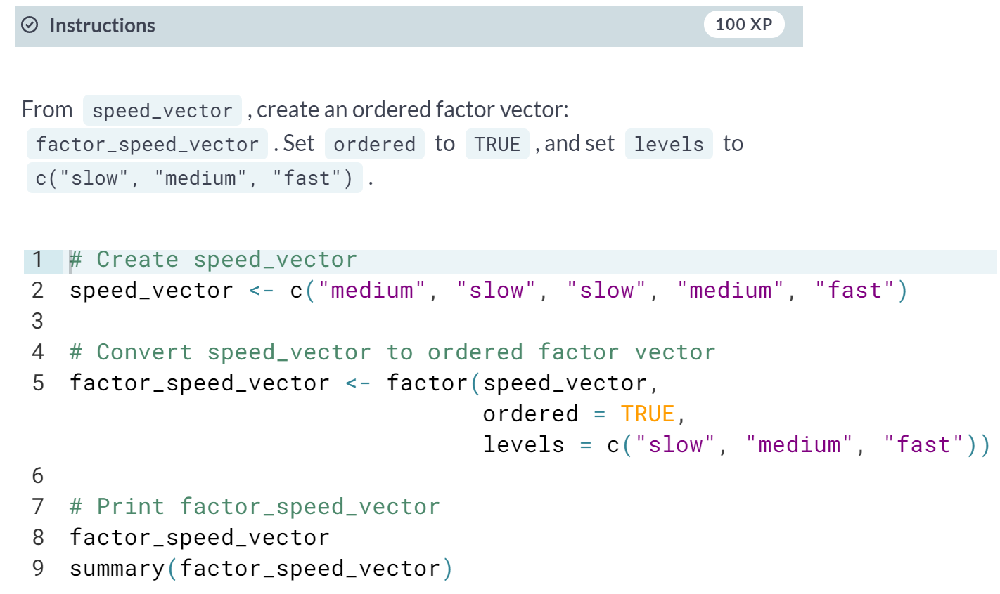 Instructions 100 XP
From speed_vector , create an ordered factor vector:
factor_speed_vector . Set ordered to TRUE , and set levels to
c("slow", "medium", "fast") .
1 # Create speed_vector
2 speed_vector <- c("medium", "slow", "slow", "medium", "fast")
3
4 # Convert speed_vector to ordered factor vector
5 factor_speed_vector <- factor(speed_vector,
ordered = TRUE,
levels = c("slow", "medium", "fast"))
6
7 # Print factor_speed_vector
8 factor_speed_vector
9 summary(factor_speed_vector)